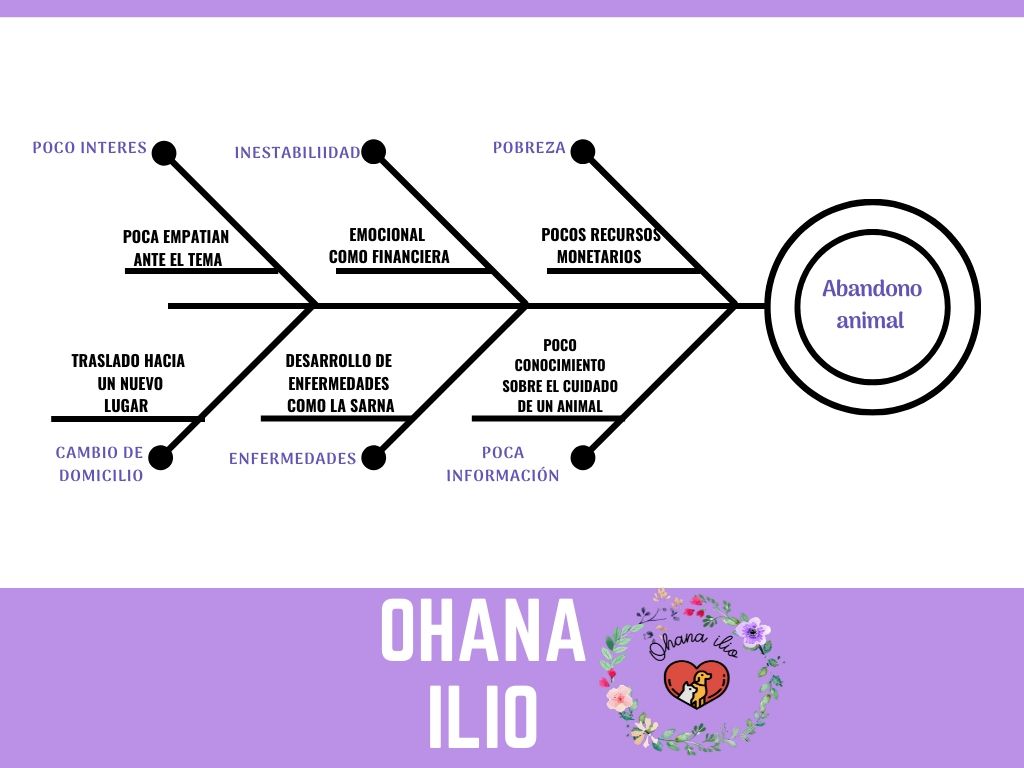 POCO INTERES
INESTABILIIDAD
POBREZA
POCA EMPATIAN
ANTE EL TEMA
EMOCIONAL
COMO FINANCIERA
POCOS RECURSOS
MONETARIOS
Abandono
animal
TRASLADO HACIA
UN NUEVO
LUGAR
DESARROLLO DE
ENFERMEDADES
COMO LA SARNA
POCO
CONOCIMIENTO
SOBRE EL CUIDADO
DE UN ANIMAL
CAMBIO DE
DOMICILIO
ENFERMEDADES
POCA
INFORMACIÓN
OHANA
ILIO
Ohana ilio